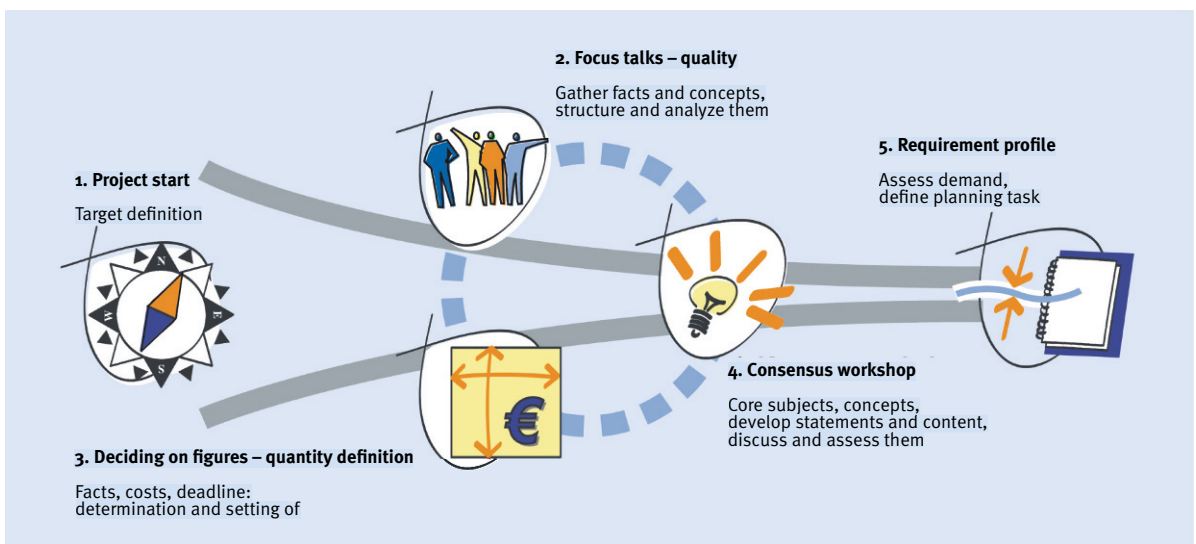 1. Project start
Target definition
N
E
S
W
2. Focus talks – quality
Gather facts and concepts,
structure and analyze them
3. Deciding on figures – quantity definition
Facts, costs, deadline:
determination and setting of
€
4. Consensus workshop
Core subjects, concepts,
develop statements and content,
discuss and assess them
5. Requirement profile
Assess demand,
define planning task